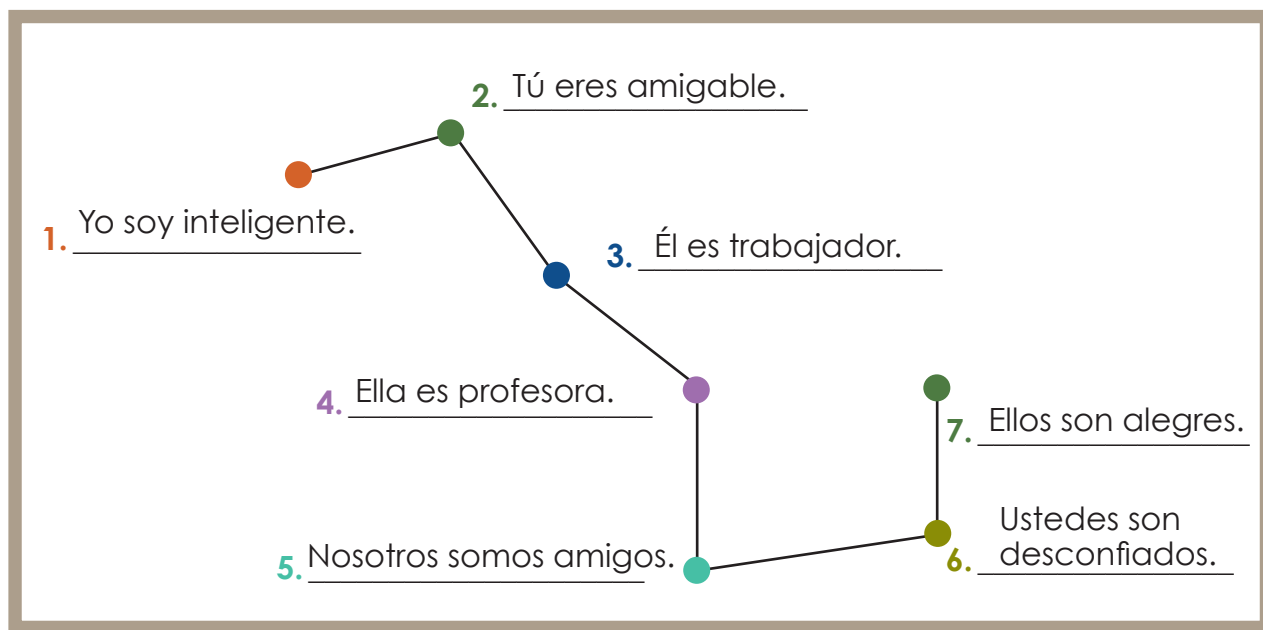 2. Tú eres amigable.
1. Yo soy inteligente.
3. Él es trabajador.
4. Ella es profesora.
7. Ellos son alegres.
5. Nosotros somos amigos.
6. Ustedes son
desconfiados.